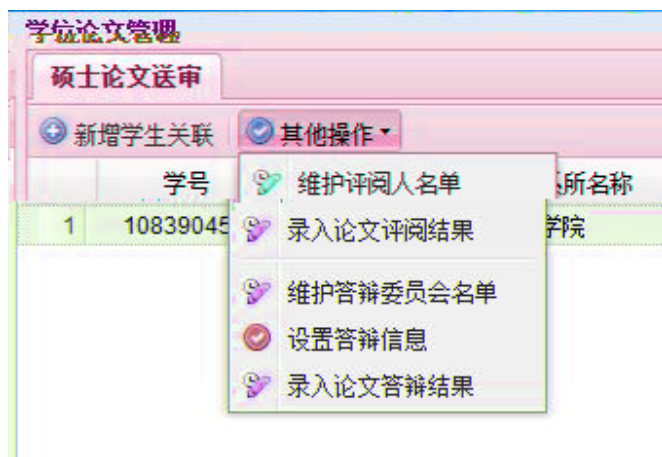 学位论文管理
硕士论文送审
新增学生关联 其他操作
学号 所名称
1 10839045 学院
维护评阅人名单
录入论文评阅结果
维护答辩委员会名单
设置答辩信息
录入论文答辩结果